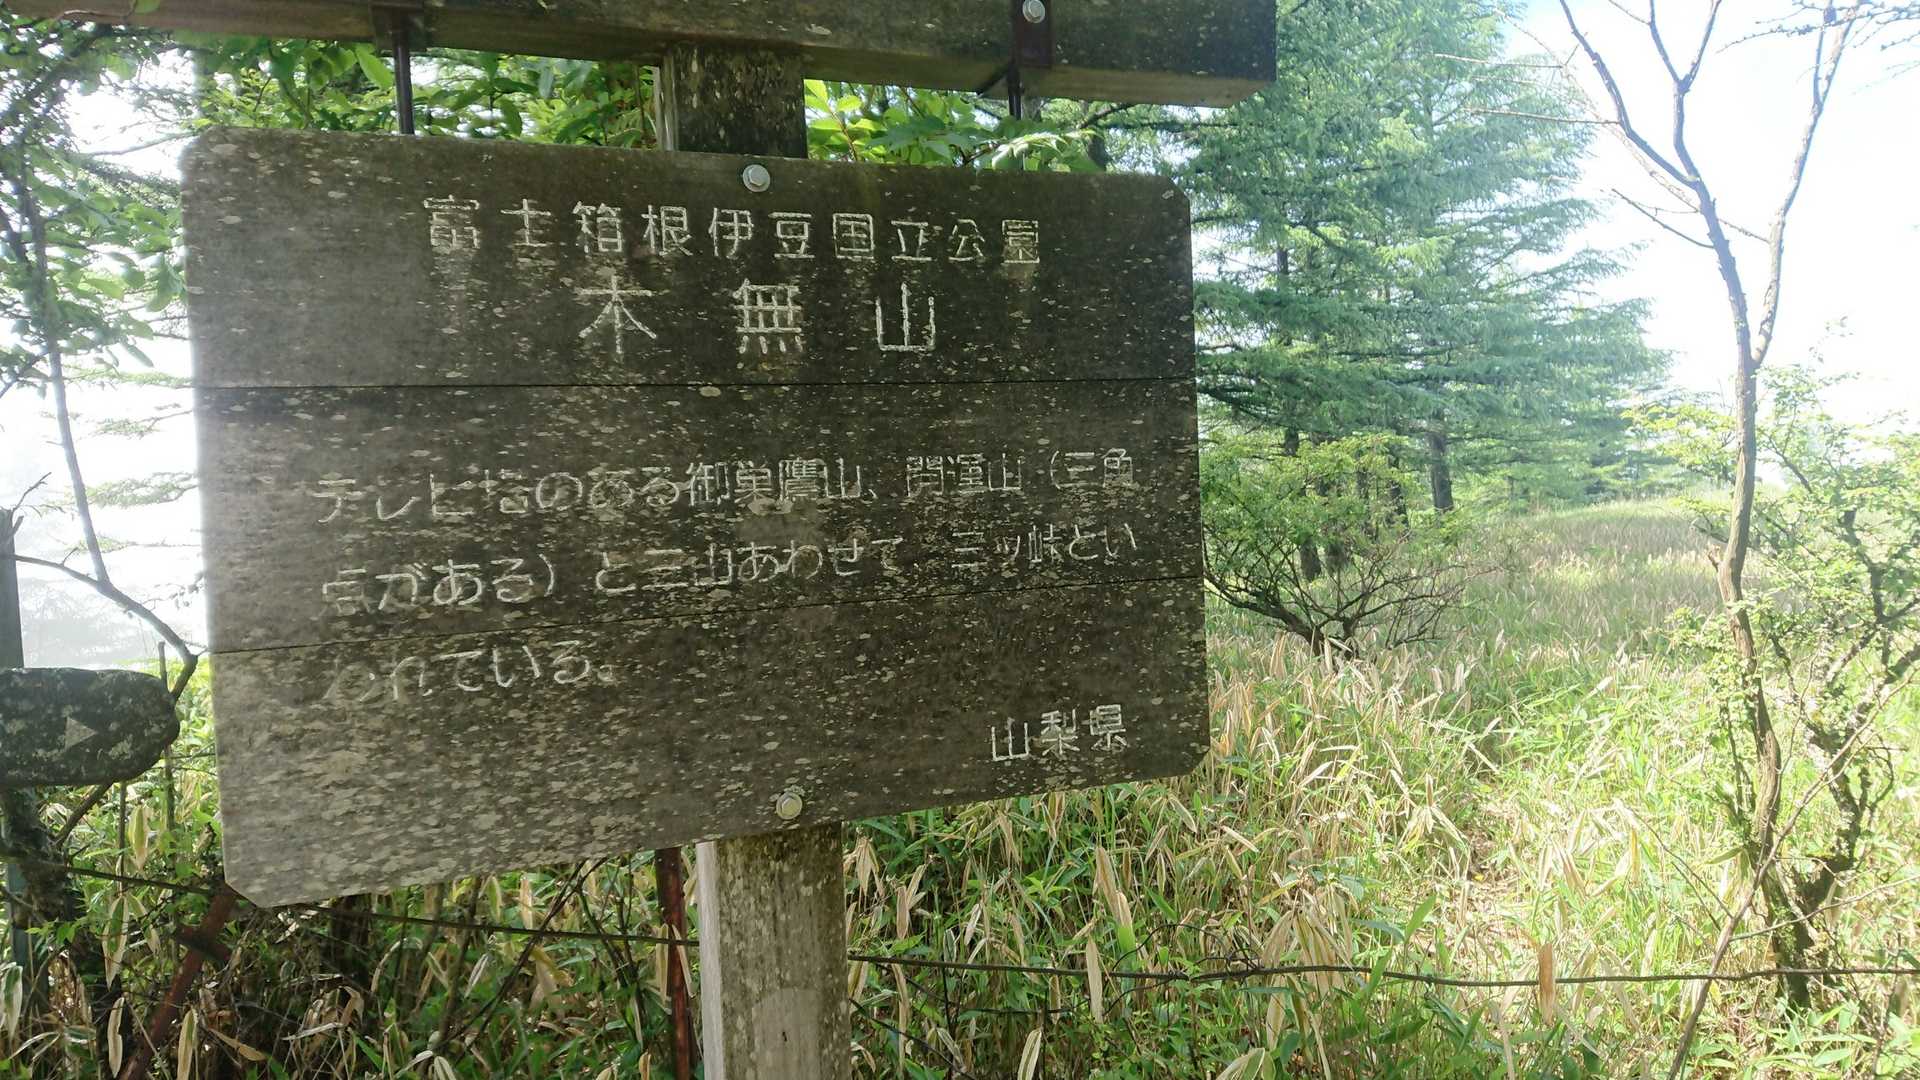 富士箱根伊豆国立公園
木無山
テレビ塔のある御巣鷹山、開運山（三角
点がある）と三山あわせて、三ッ峠とい
われている。
山梨県